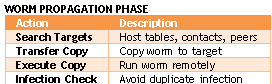 WORM PROPAGATION PHASE
Action Description
Search Targets Host tables, contacts, peers
Transfer Copy Copy worm to target
Execute Copy Run worm remotely
Infection Check Avoid duplicate infection